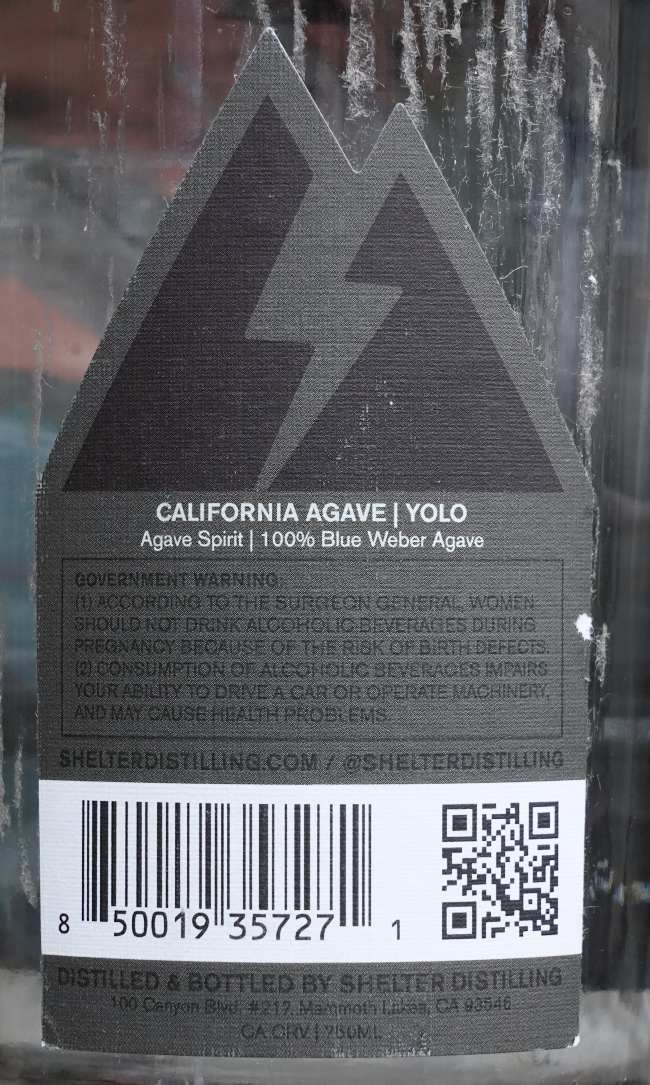 CALIFORNIA AGAVE | YOLO
Agave Spirit | 100% Blue Weber Agave
GOVERNMENT WARNING:
(1) ACCORDING TO THE SURGEON GENERAL, WOMEN
SHOULD NOT DRINK ALCOHOLIC BEVERAGES DURING
PREGNANCY BECAUSE OF THE RISK OF BIRTH DEFECTS.
(2) CONSUMPTION OF ALCOHOLIC BEVERAGES IMPAIRS
YOUR ABILITY TO DRIVE A CAR OR OPERATE MACHINERY,
AND MAY CAUSE HEALTH PROBLEMS.
SHELTERDISTILLING.COM / @SHELTERDISTILLING
8 50019 35727 1
DISTILLED & BOTTLED BY SHELTER DISTILLING
100 Canyon Blvd. #217, Mammoth Lakes, CA 93546
CA CRV | 750ML